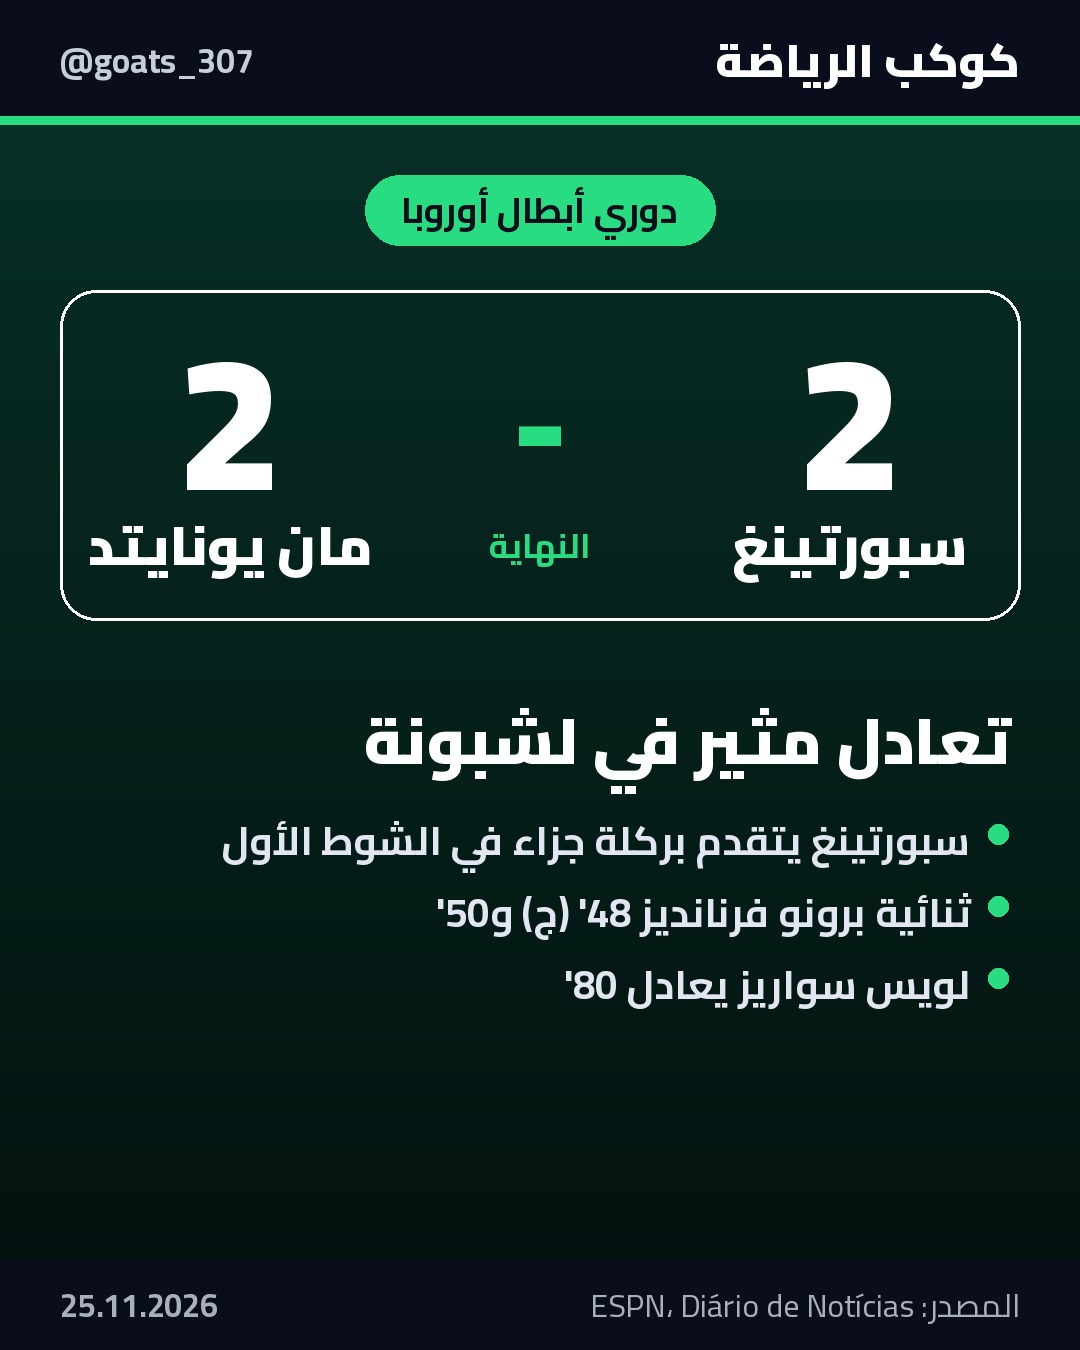 كوكب الرياضة
@goats_307
دوري أبطال أوروبا
2 - 2
سبورتينغ النهاية مان يونايتد
تعادل مثير في لشبونة
سبورتينغ يتقدم بركلة جزاء في الشوط الأول
ثنائية برونو فرنانديز 48' (ج) و50'
لويس سواريز يعادل 80'
المصدر: ESPN، Diário de Notícias
25.11.2026